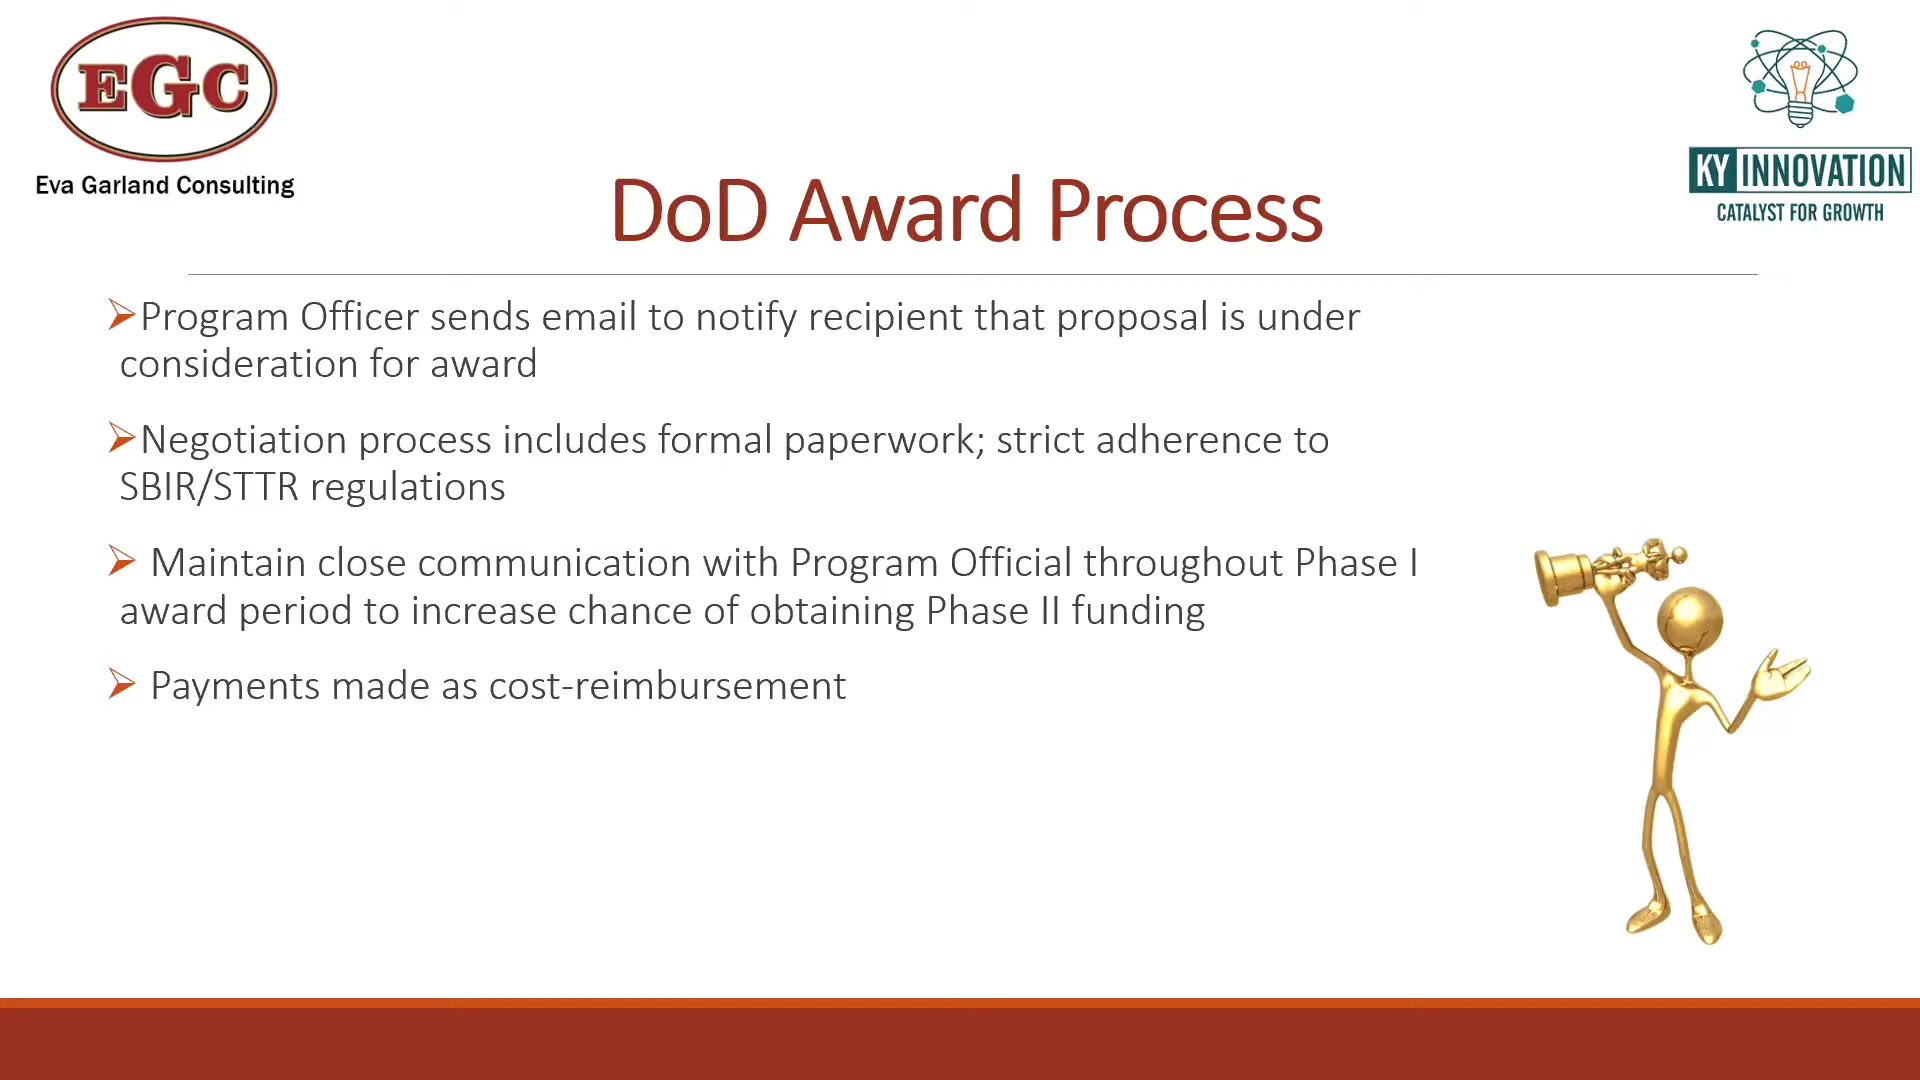 EGC
Eva Garland Consulting
KY INNOVATION
CATALYST FOR GROWTH
DoD Award Process
Program Officer sends email to notify recipient that proposal is under
consideration for award
Negotiation process includes formal paperwork; strict adherence to
SBIR/STTR regulations
Maintain close communication with Program Official throughout Phase I
award period to increase chance of obtaining Phase II funding
Payments made as cost-reimbursement